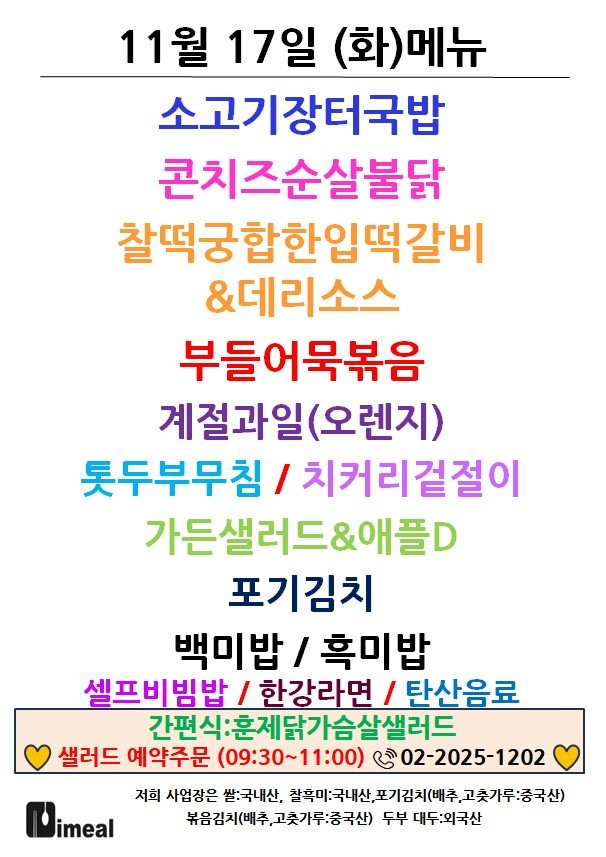 11월 17일 (화)메뉴
소고기장터국밥
콘치즈순살불닭
찰떡궁합한입떡갈비
&데리소스
부들어묵볶음
계절과일(오렌지)
톳두부무침 / 치커리겉절이
가든샐러드&애플D
포기김치
백미밥 / 흑미밥
셀프비빔밥 / 한강라면 / 탄산음료
간편식:훈제닭가슴살샐러드
샐러드 예약주문 (09:30~11:00) 02-2025-1202
저희 사업장은 쌀:국내산, 찰흑미:국내산,포기김치(배추,고춧가루:중국산)
볶음김치(배추,고춧가루:중국산) 두부 대두:외국산
Dimeal